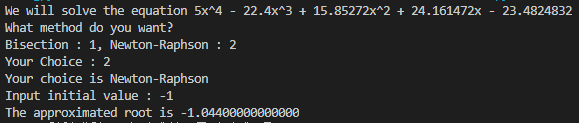 We will solve the equation 5x^4 - 22.4x^3 + 15.85272x^2 + 24.161472x - 23.4824832
What method do you want?
Bisection : 1, Newton-Raphson : 2
Your Choice : 2
Your choice is Newton-Raphson
Input initial value : -1
The approximated root is -1.04400000000000